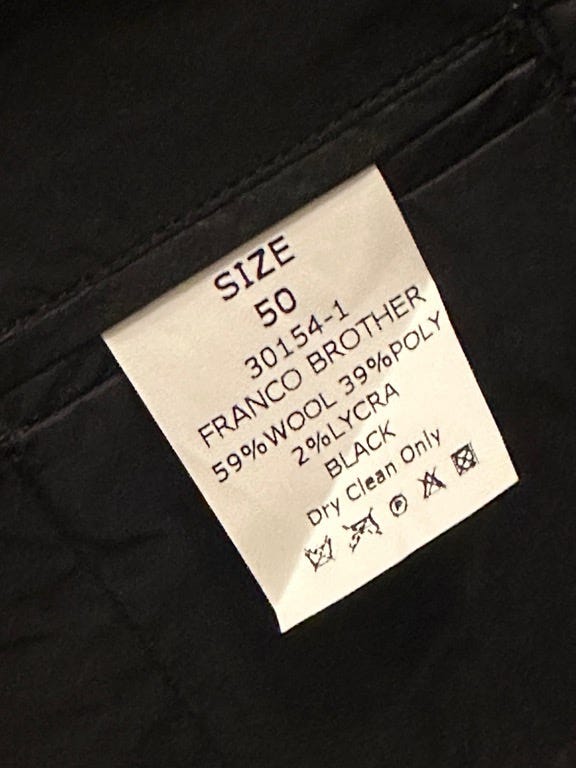 SIZE
50
30154-1
FRANCO BROTHER
59%WOOL 39%POLY
2%LYCRA
BLACK
Dry Clean Only
P